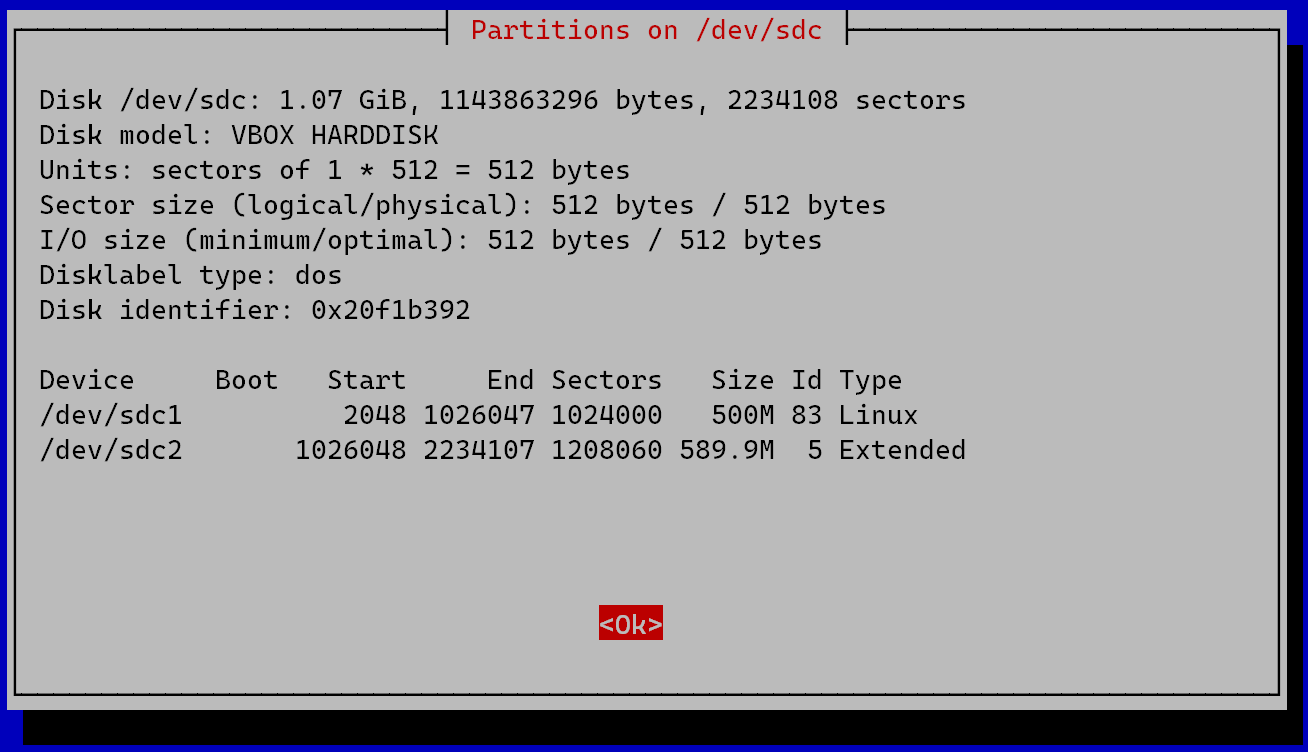 Partitions on /dev/sdc
Disk /dev/sdc: 1.07 GiB, 1143863296 bytes, 2234108 sectors
Disk model: VBOX HARDDISK
Units: sectors of 1 * 512 = 512 bytes
Sector size (logical/physical): 512 bytes / 512 bytes
I/O size (minimum/optimal): 512 bytes / 512 bytes
Disklabel type: dos
Disk identifier: 0x20f1b392
Device     Boot   Start     End Sectors   Size Id Type
/dev/sdc1          2048 1026047 1024000   500M 83 Linux
/dev/sdc2       1026048 2234107 1208060 589.9M  5 Extended
<Ok>